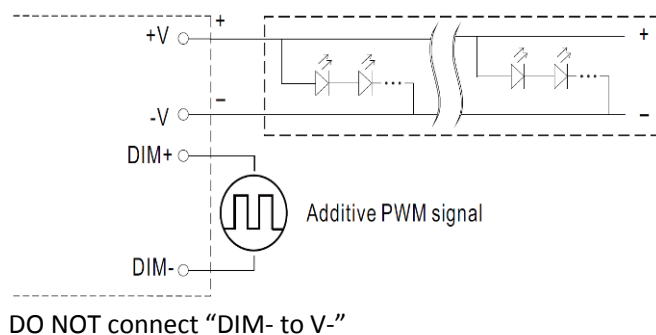 +
+V
+
-V
−
−
DIM+
Additive PWM signal
DIM-
DO NOT connect “DIM- to V-”